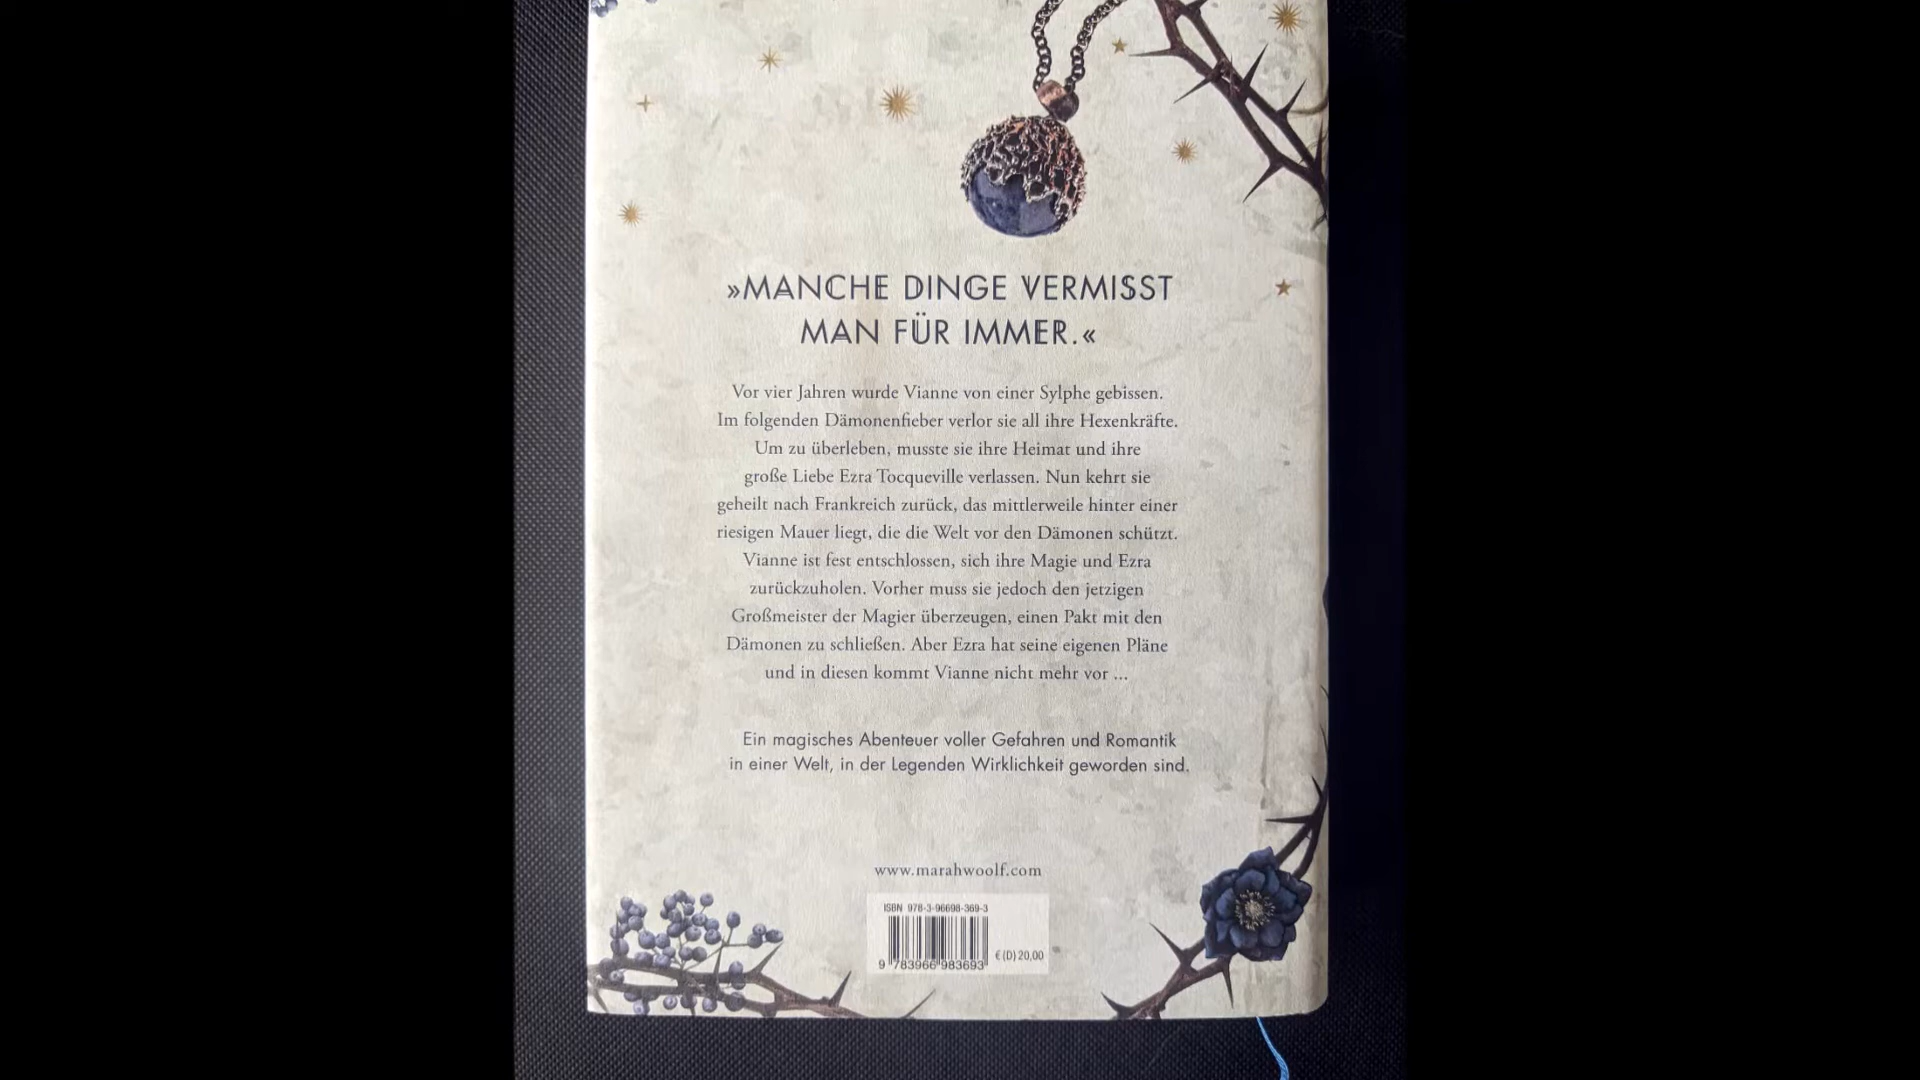 »MANCHE DINGE VERMISST
MAN FÜR IMMER.«
Vor vier Jahren wurde Vianne von einer Sylphe gebissen.
Im folgenden Dämonenfieber verlor sie all ihre Hexenkräfte.
Um zu überleben, musste sie ihre Heimat und ihre
große Liebe Ezra Tocqueville verlassen. Nun kehrt sie
geheilt nach Frankreich zurück, das mittlerweile hinter einer
riesigen Mauer liegt, die die Welt vor den Dämonen schützt.
Vianne ist fest entschlossen, sich ihre Magie und Ezra
zurückzuholen. Vorher muss sie jedoch den jetzigen
Großmeister der Magier überzeugen, einen Pakt mit den
Dämonen zu schließen. Aber Ezra hat seine eigenen Pläne
und in diesen kommt Vianne nicht mehr vor ...
Ein magisches Abenteuer voller Gefahren und Romantik
in einer Welt, in der Legenden Wirklichkeit geworden sind.
www.marahwoolf.com
ISBN 978-3-96698-369-3
€ (D) 20,00
9 783966 983693